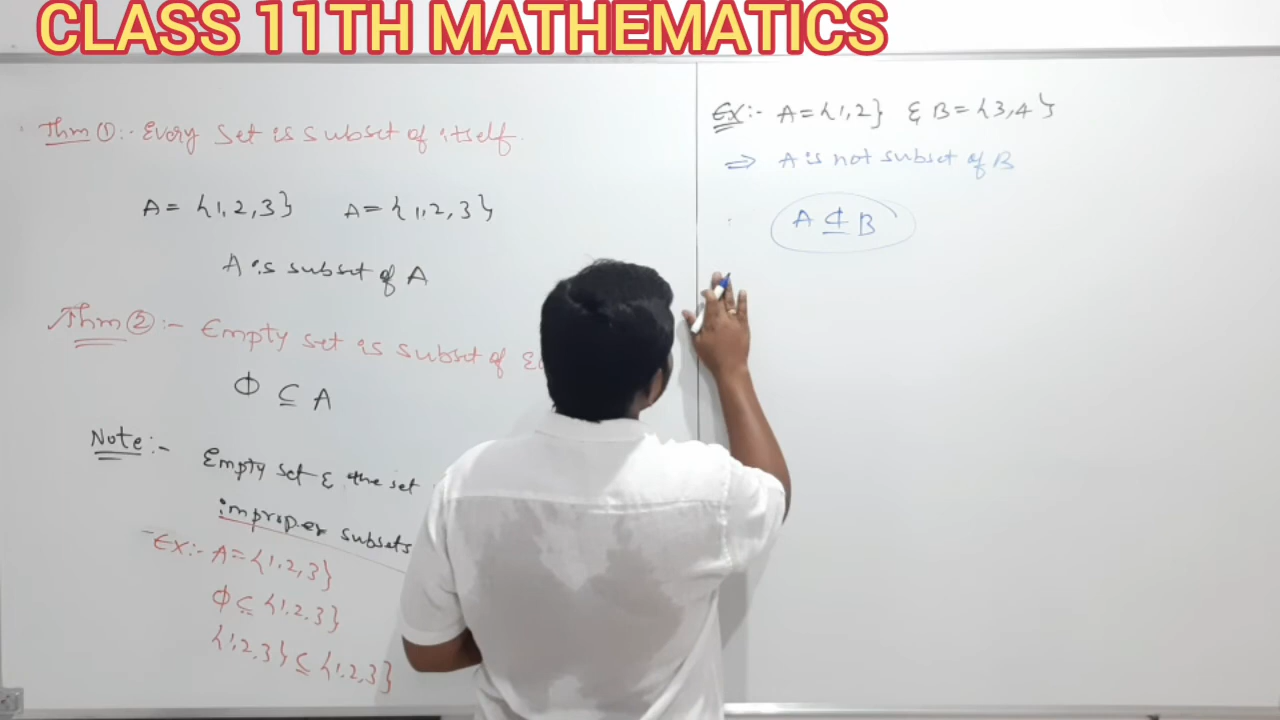 CLASS 11TH MATHEMATICS
Thm ① :- Every Set is subset of itself.
A = {1, 2, 3} A = {1, 2, 3}
A is subset of A
Thm ② :- Empty set is subset of
Φ ⊆ A
Note :- Empty set & the set
improper subsets
Ex :- A = {1, 2, 3}
Φ ⊆ {1, 2, 3}
{1, 2, 3} ⊆ {1, 2, 3}
Ex :- A = {1, 2} & B = {3, 4}
⇒ A is not subset of B
A ⊈ B